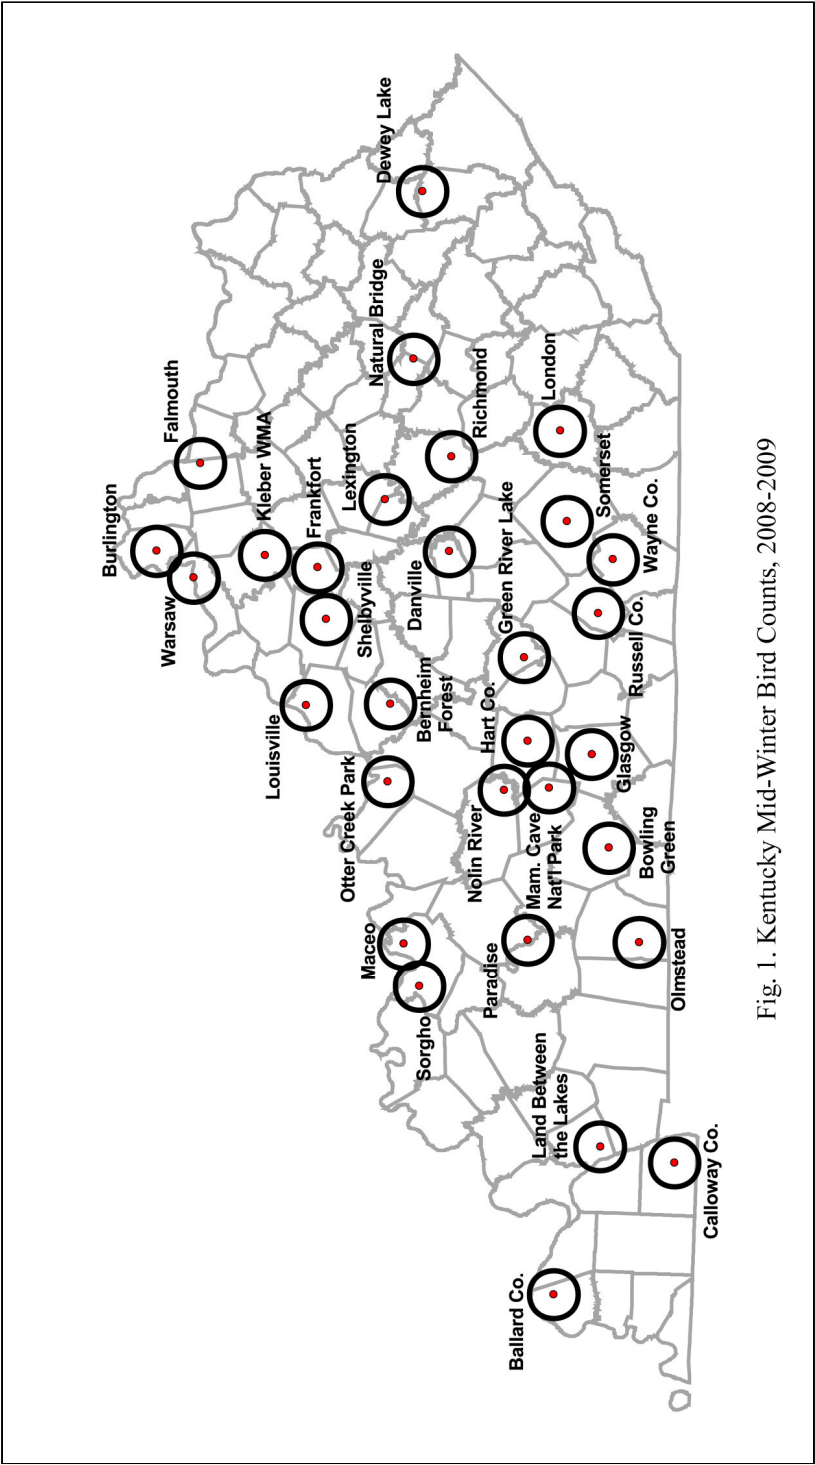 Burlington
Warsaw
Falmouth
Kleber WMA
Frankfort
Shelbyville
Louisville
Lexington
Natural Bridge
Dewey Lake
Richmond
Danville
Bernheim
Forest
Otter Creek Park
Maceo
Sorgho
Green River Lake
London
Somerset
Wayne Co.
Russell Co.
Hart Co.
Nolin River
Mam. Cave
Nat'l Park
Glasgow
Bowling
Green
Paradise
Olmstead
Land Between
the Lakes
Calloway Co.
Ballard Co.
Fig. 1. Kentucky Mid-Winter Bird Counts, 2008-2009